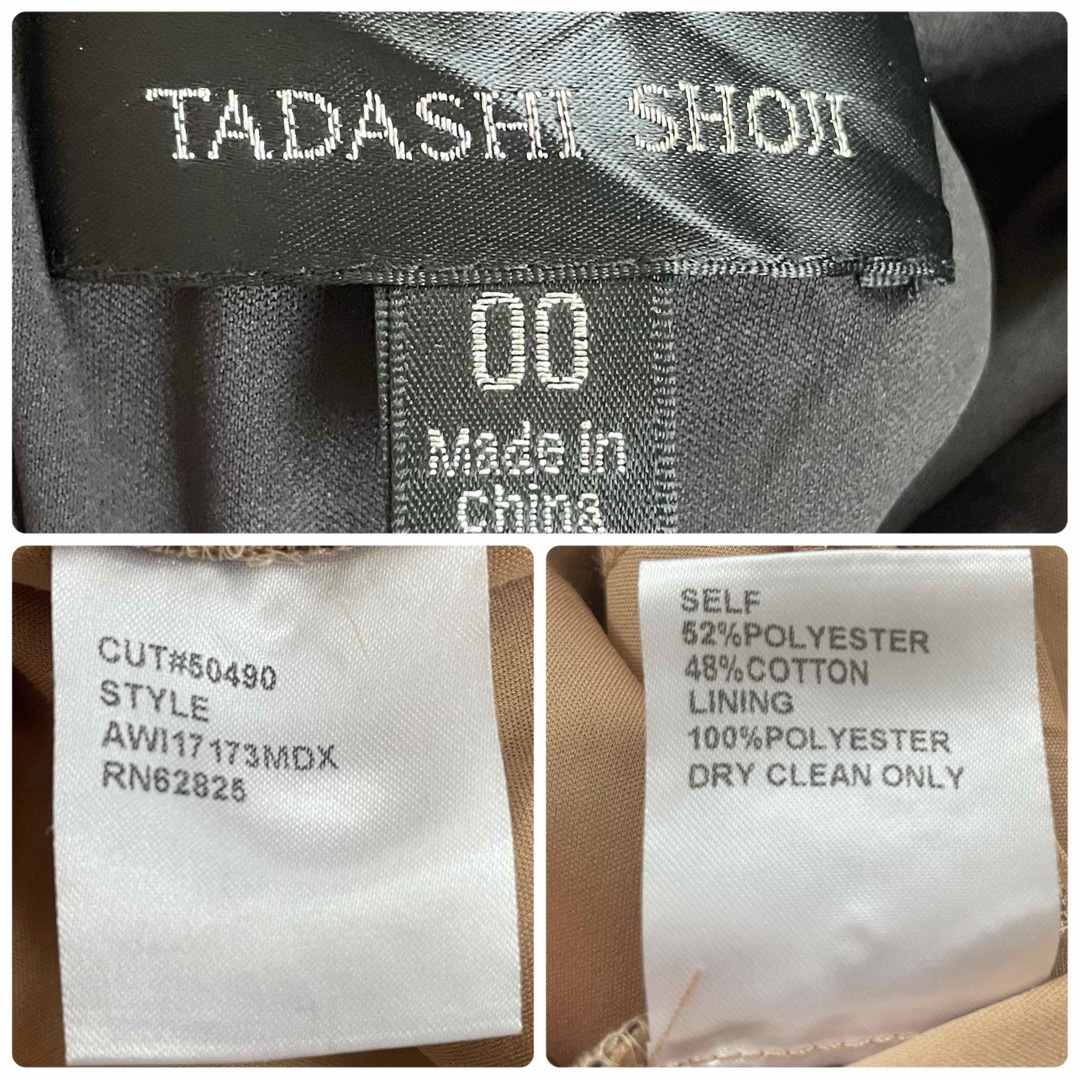 TADASHI SHOJI
00
Made in
China
CUT#50490
STYLE
AWI17173MDX
RN62825
SELF
52%POLYESTER
48%COTTON
LINING
100%POLYESTER
DRY CLEAN ONLY